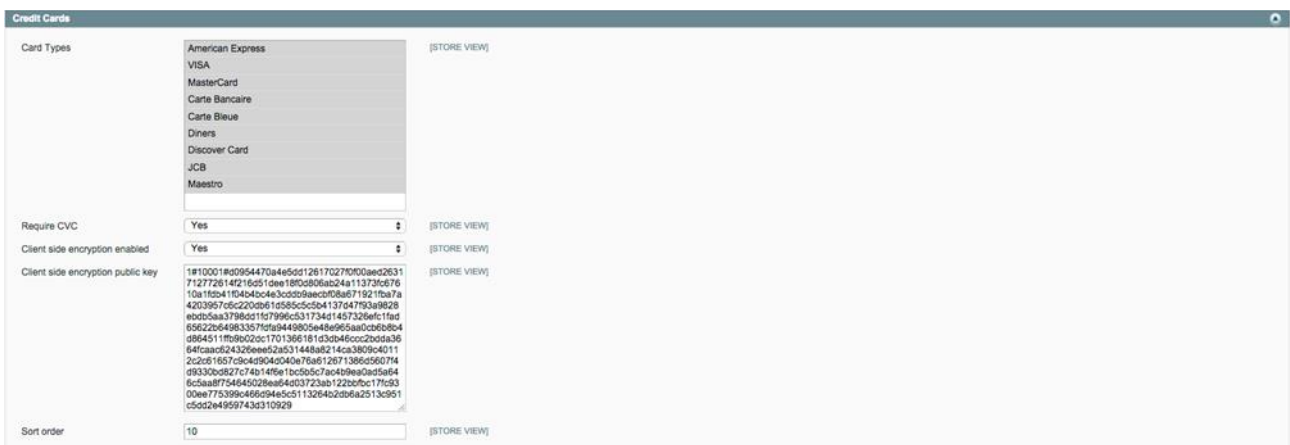 Credit Cards
Card Types
American Express
[STORE VIEW]
VISA
MasterCard
Carte Bancaire
Carte Bleue
Diners
Discover Card
JCB
Maestro
Require CVC
Yes
[STORE VIEW]
Client side encryption enabled
Yes
[STORE VIEW]
Client side encryption public key
[STORE VIEW]
1#10001#d0954470a4e5dd12617027f0f00aed2631
712772614f216d51dee18f0d806ab24a11373fc676
10a1fdb41f04b4bc4e3cddb9aecbf08a671921fba7a
4203957c6c220db61d585c5c5b4137d47f93a9828
ebdb5aa3798dd1fd7996c531734d1457326efc1fad
65622b64983357fdfa9449805e48e965aa0cb6b8b4
d864511ffb9b02dc1701366181d3db46ccc2bdda36
64fcaac624326eee52a531448a8214ca3809c4011
2c2c61657c9c4d904d040e76a612671386d5607f4
d9330bd827c74b14f6e1bc5b5c7ac4b9ea0ad5a64
6c5aa8f754645028ea64d03723ab122bbfbc17fc93
00ee775399c466d94e5c5113264b2db6a2513c951
c5dd2e4959743d310929
Sort order
10
[STORE VIEW]